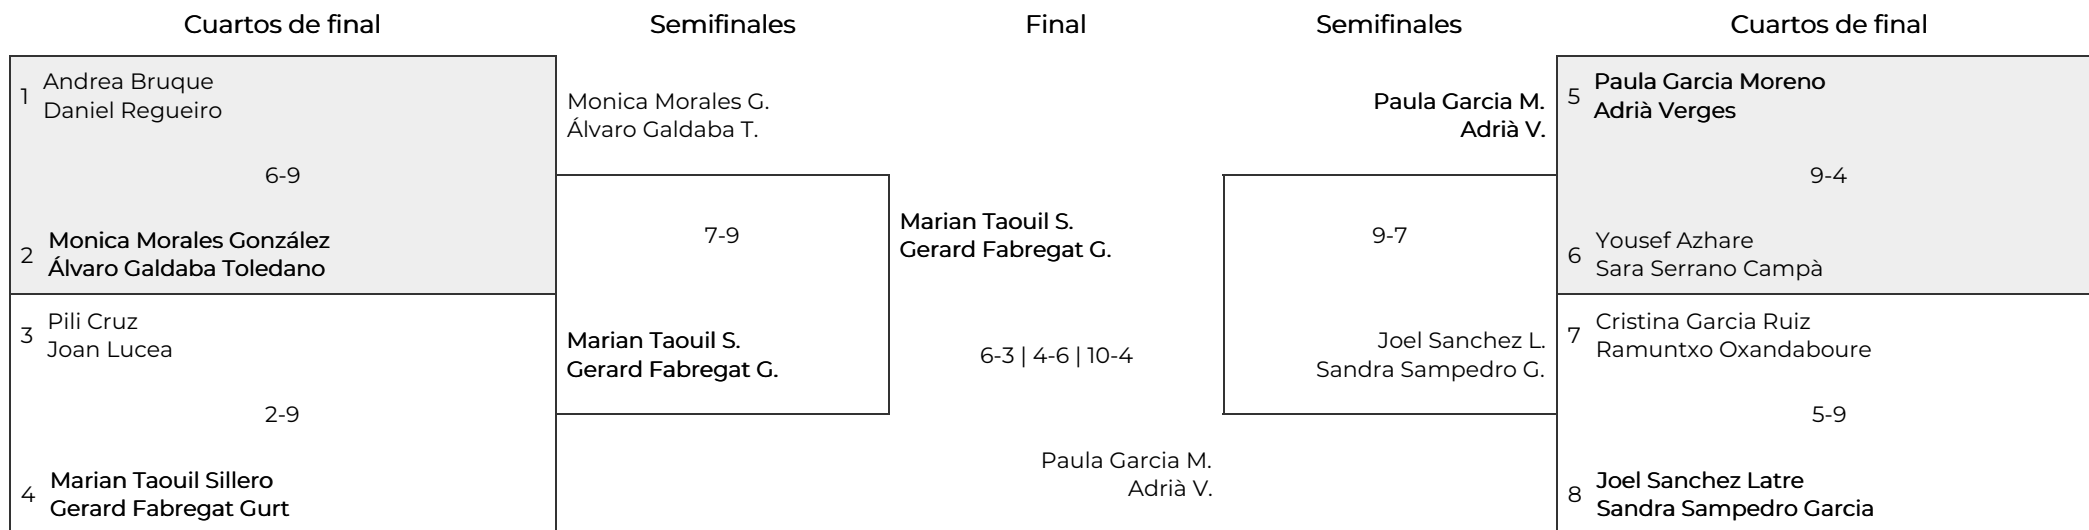 Cuartos de final
Semifinales
Final
Semifinales
Cuartos de final
1
Andrea Bruque
Daniel Regueiro
6-9
2
Monica Morales González
Álvaro Galdaba Toledano
3
Pili Cruz
Joan Lucea
2-9
4
Marian Taouil Sillero
Gerard Fabregat Gurt
Monica Morales G.
Álvaro Galdaba T.
7-9
Marian Taouil S.
Gerard Fabregat G.
Marian Taouil S.
Gerard Fabregat G.
6-3 | 4-6 | 10-4
Paula Garcia M.
Adrià V.
Paula Garcia M.
Adrià V.
9-7
Joel Sanchez L.
Sandra Sampedro G.
5
Paula Garcia Moreno
Adrià Verges
9-4
6
Yousef Azhare
Sara Serrano Campà
7
Cristina Garcia Ruiz
Ramuntxo Oxandaboure
5-9
8
Joel Sanchez Latre
Sandra Sampedro Garcia